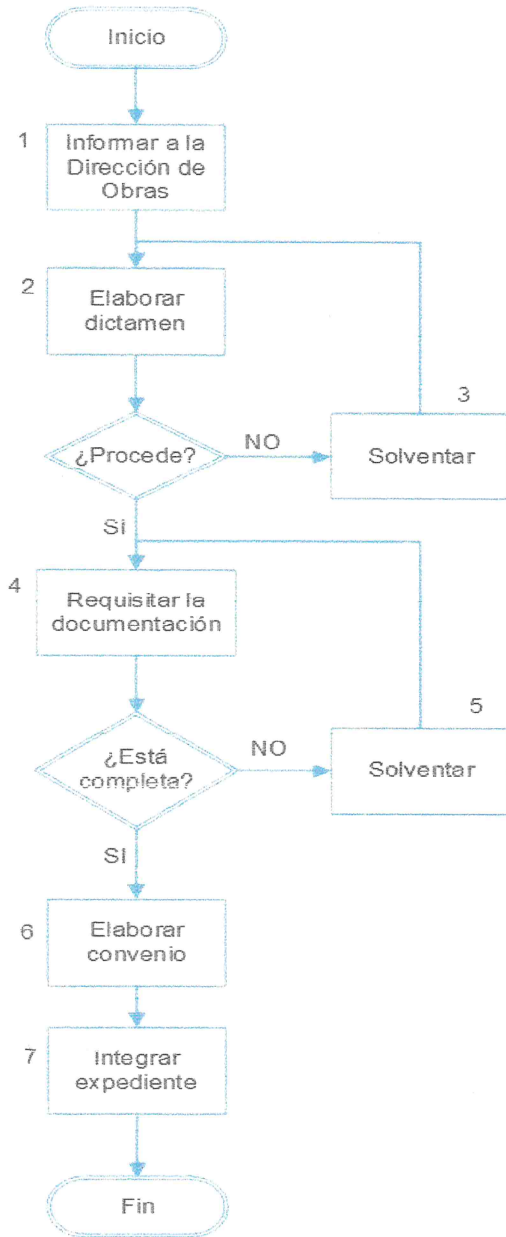 Inicio
1
Informar a la
Dirección de
Obras
2
Elaborar
dictamen
¿Procede?
NO
3
Solventar
Si
4
Requisitar la
documentación
¿Está
completa?
NO
5
Solventar
SI
6
Elaborar
convenio
7
Integrar
expediente
Fin